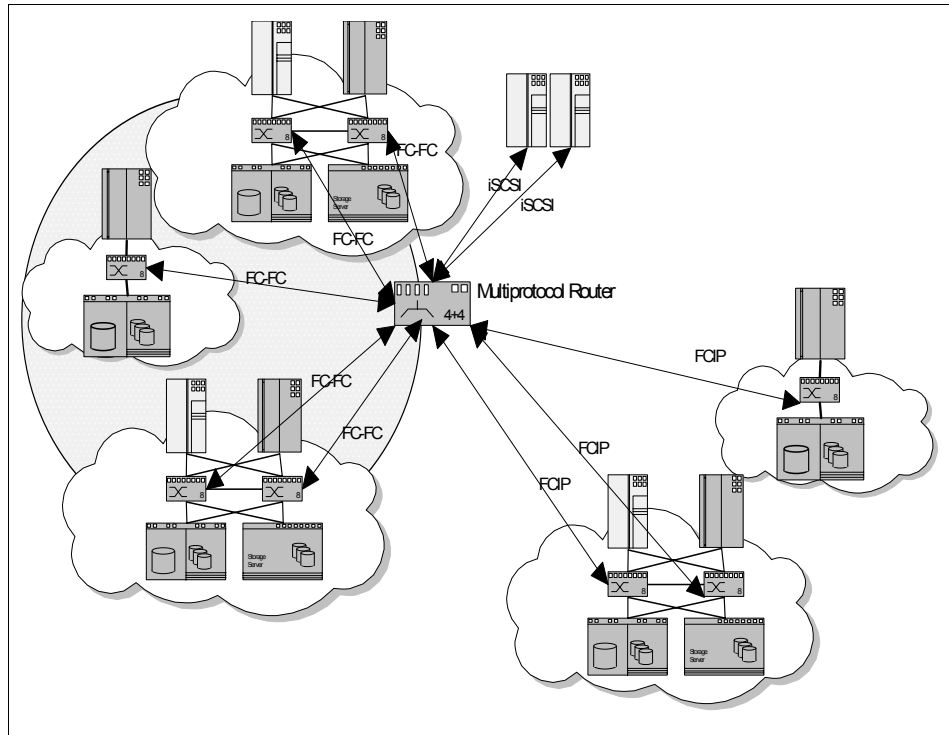 8
8
Storage
Server
FC-FC
iSCSI
iSCSI
FC-FC
8
FC-FC
Multiprotocol Router
4+4
FCIP
8
FC-FC
FC-FC
FCIP
FCIP
8
8
Storage
Server
8
8
Storage
Server